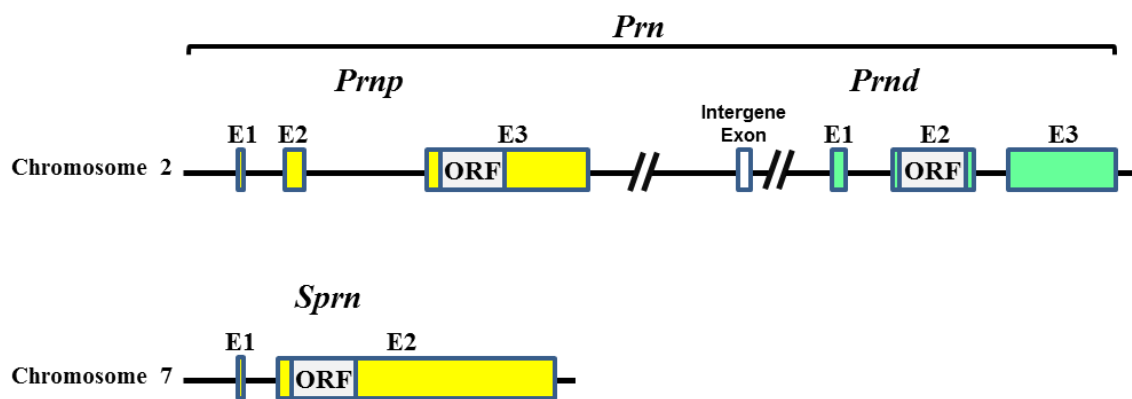 Prn
Prnp Prnd
E1 E2 E3 Intergene
Exon E1 E2 E3
Chromosome 2 ORF ORF
Sprn
E1 E2
Chromosome 7 ORF